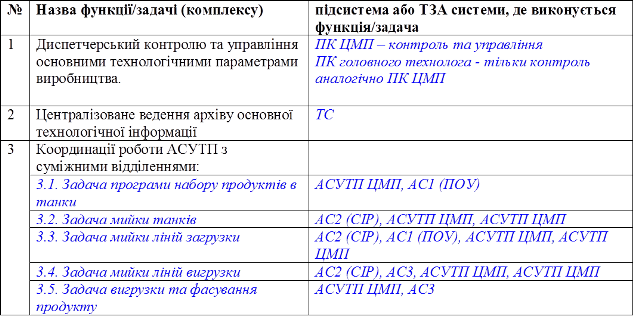 № Назва функції/задачі (комплексу) підсистема або ТЗА системи, де виконується
функція/задача
1 Диспетчерський контролю та управління ПК ЦМП – контроль та управління
основними технологічними параметрами ПК головного технолога - тільки контроль
виробництва. аналогічно ПК ЦМП
2 Централізоване ведення архіву основної ТС
технологічної інформації
3 Координації роботи АСУТП з
суміжними відділеннями:
3.1. Задача програми набору продуктів в АСУТП ЦМП, АС1 (ПОУ)
танки
3.2. Задача мийки танків АС2 (CIP), АСУТП ЦМП, АСУТП ЦМП
3.3. Задача мийки ліній загрузки АС2 (CIP), АС1 (ПОУ), АСУТП ЦМП, АСУТП
ЦМП
3.4. Задача мийки ліній вигрузки АС2 (CIP), АС3, АСУТП ЦМП, АСУТП ЦМП
3.5. Задача вигрузки та фасування АСУТП ЦМП, АС3
продукту